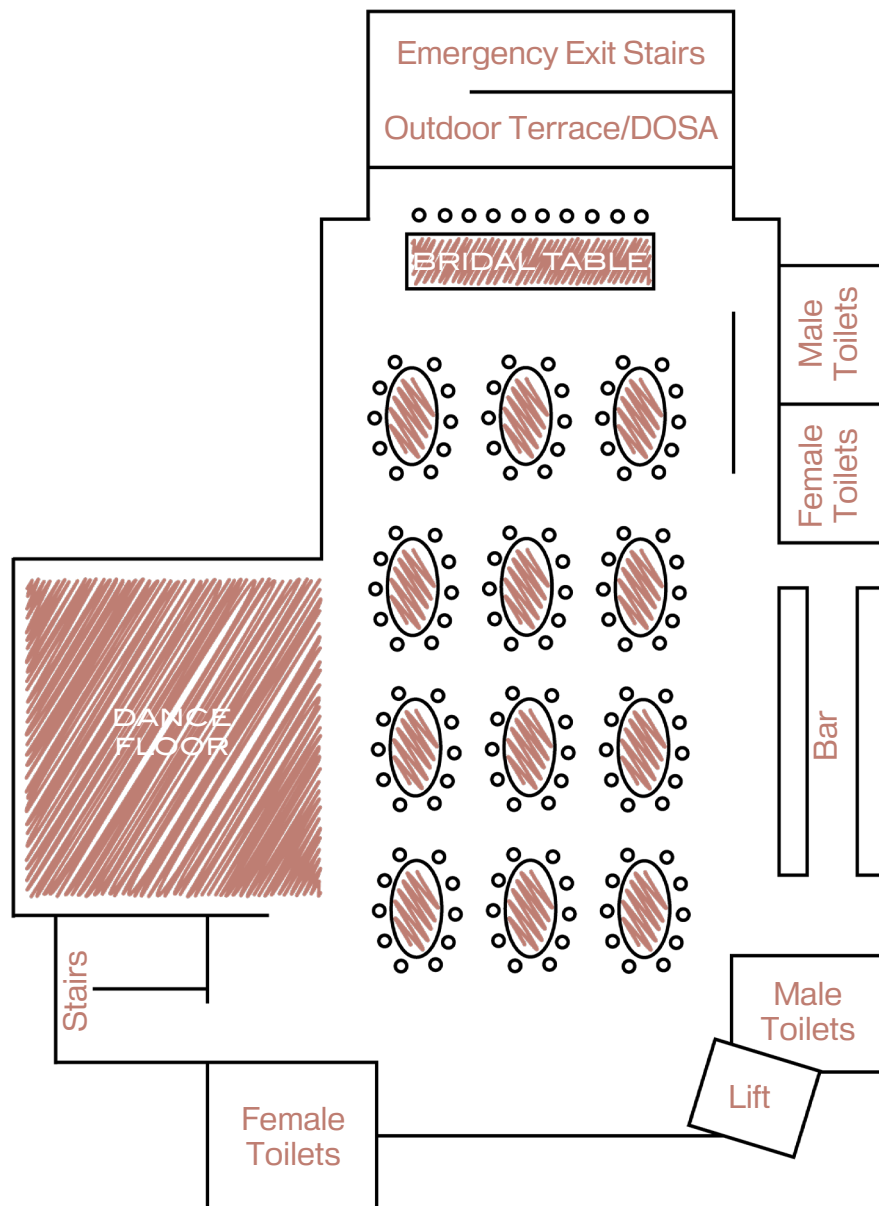 Emergency Exit Stairs
Outdoor Terrace/DOSA
BRIDAL TABLE
Male
Toilets
Female
Toilets
DANCE
FLOOR
Bar
Stairs
Male
Toilets
Lift
Female
Toilets